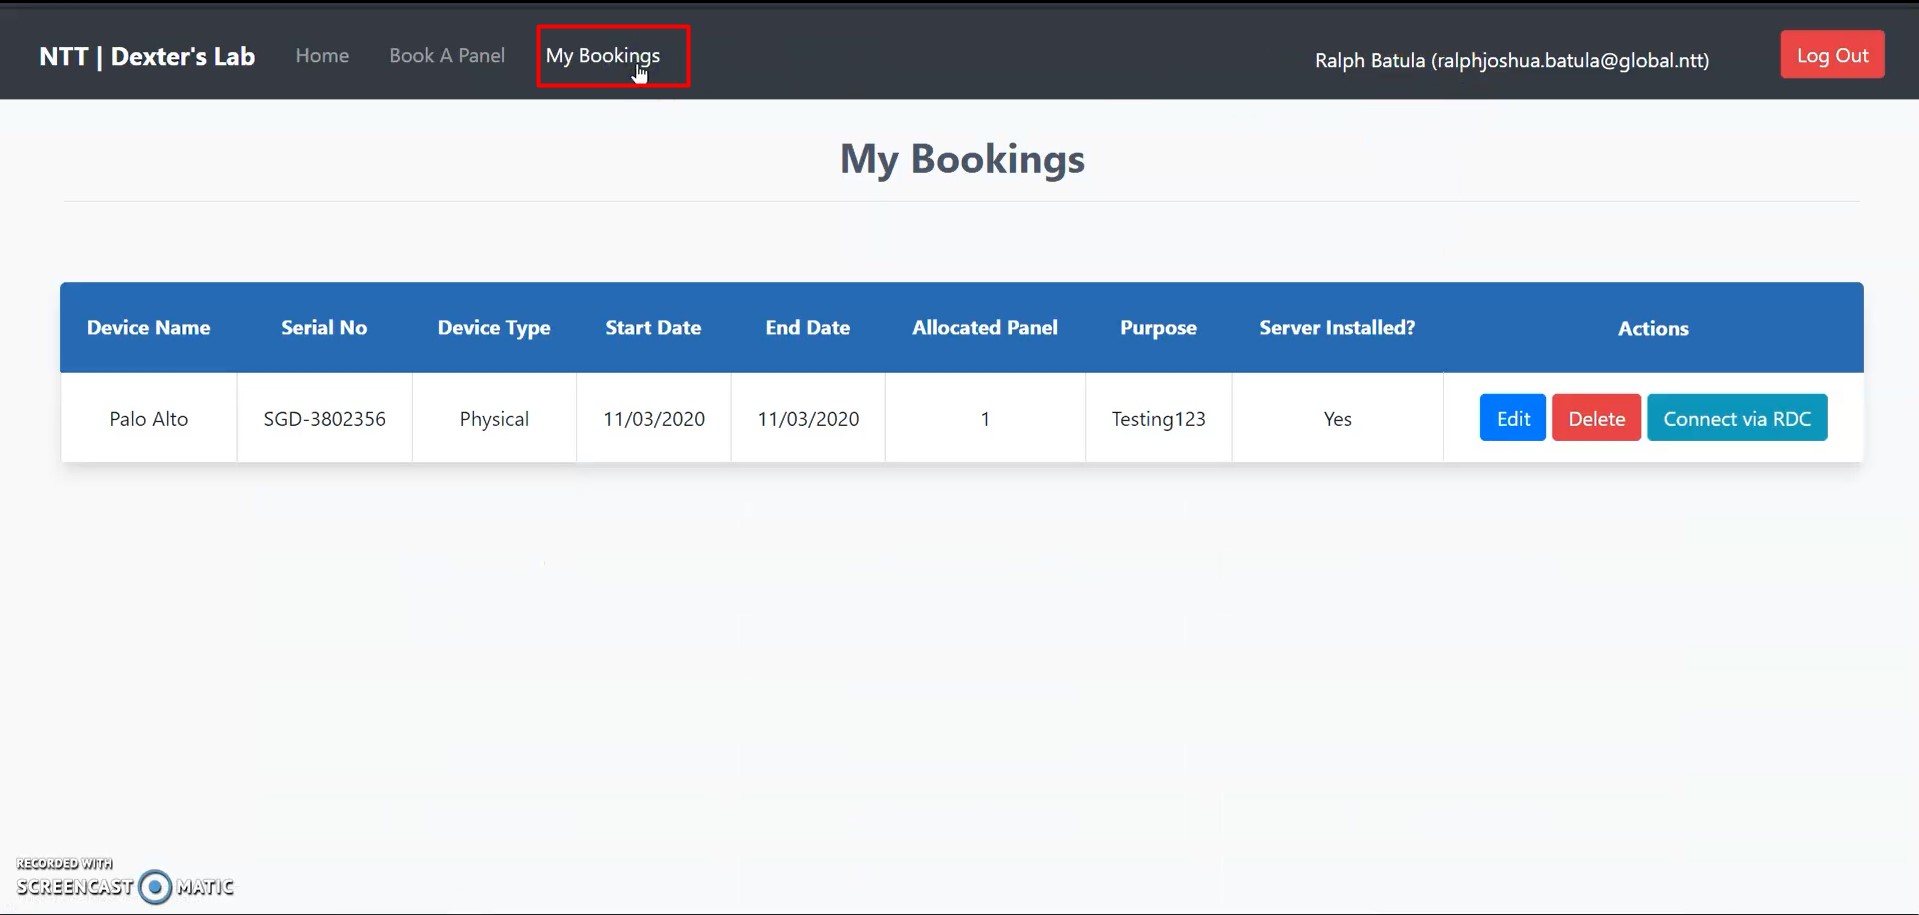 NTT | Dexter's Lab Home Book A Panel My Bookings Ralph Batula (ralphjoshua.batula@global.ntt) Log Out
My Bookings
Device Name Serial No Device Type Start Date End Date Allocated Panel Purpose Server Installed? Actions
Palo Alto SGD-3802356 Physical 11/03/2020 11/03/2020 1 Testing123 Yes Edit Delete Connect via RDC
RECORDED WITH
SCREENCAST MATIC